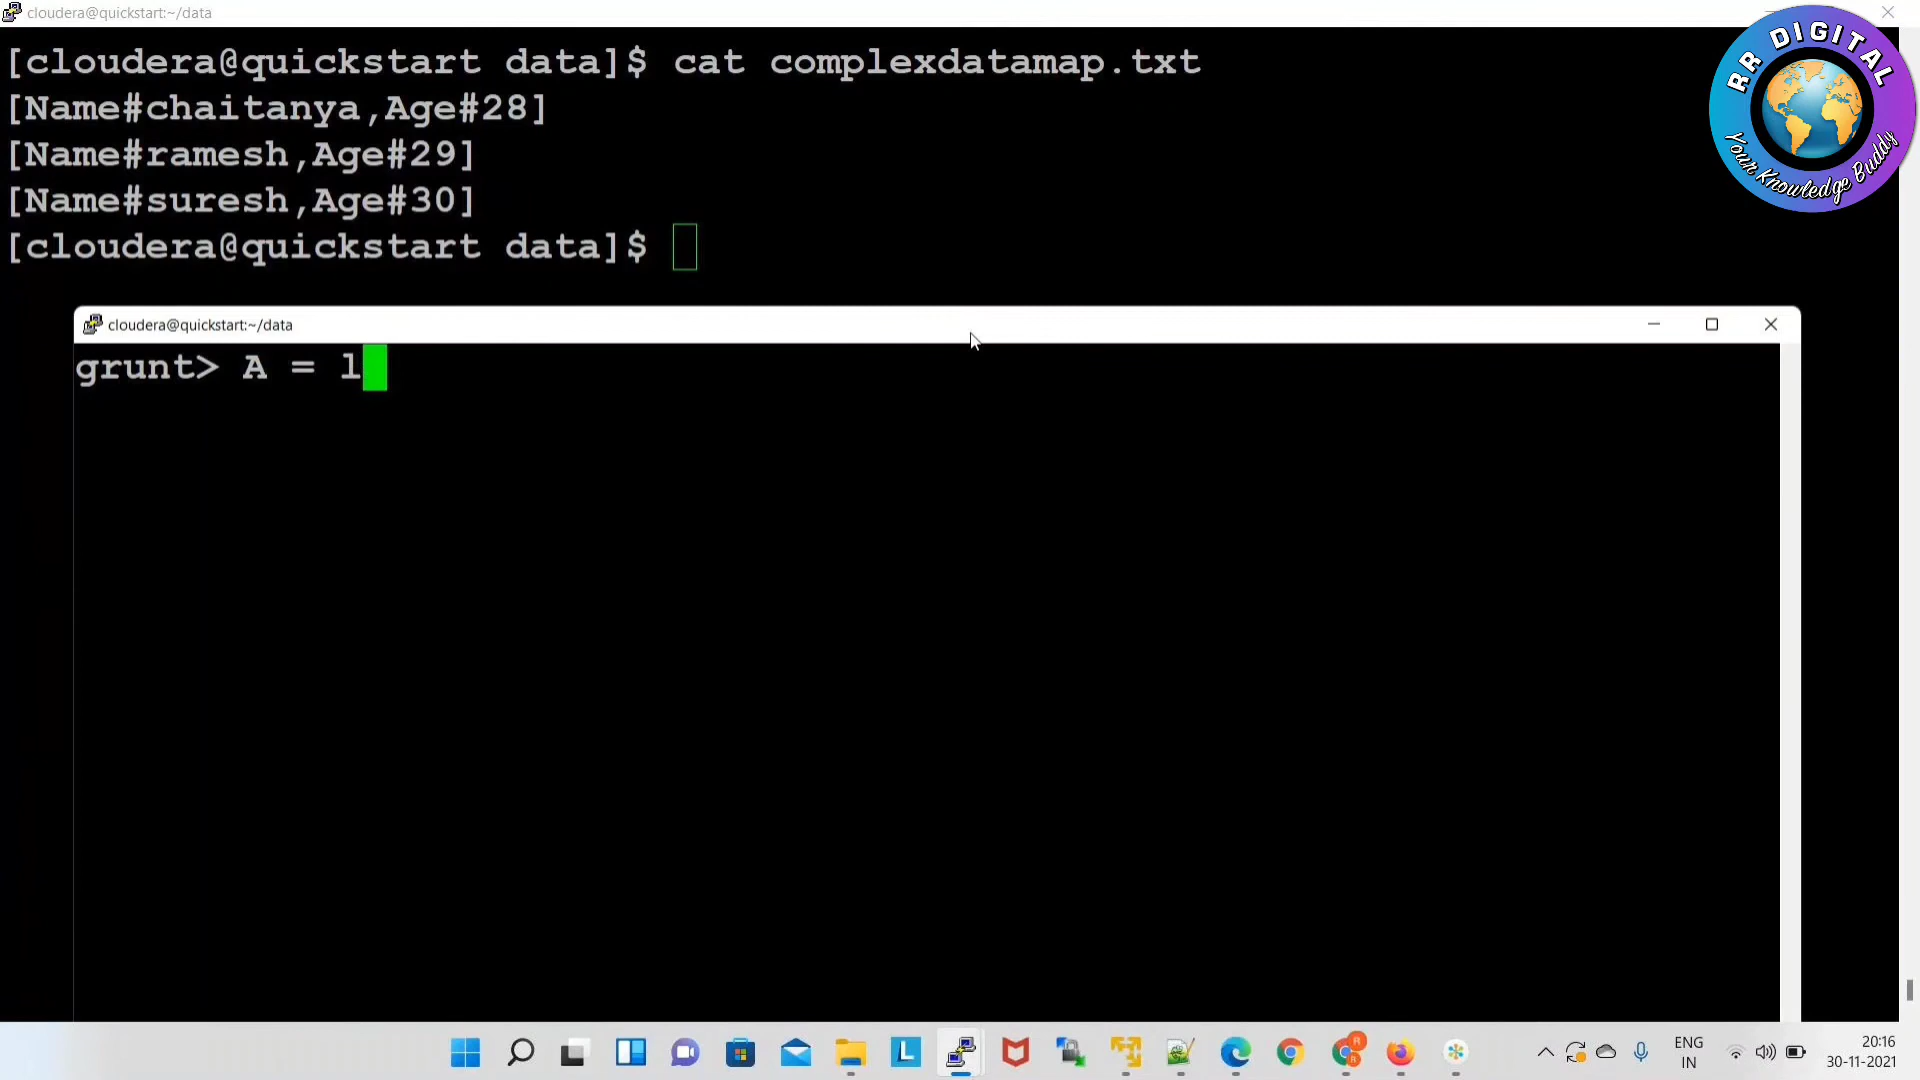 cloudera@quickstart:~/data
[cloudera@quickstart data]$ cat complexdatamap.txt
[Name#chaitanya,Age#28]
[Name#ramesh,Age#29]
[Name#suresh,Age#30]
[cloudera@quickstart data]$
RR DIGITAL
Your Knowledge Buddy
cloudera@quickstart:~/data
grunt> A = l
L
R
R
ENG
IN
20:16
30-11-2021